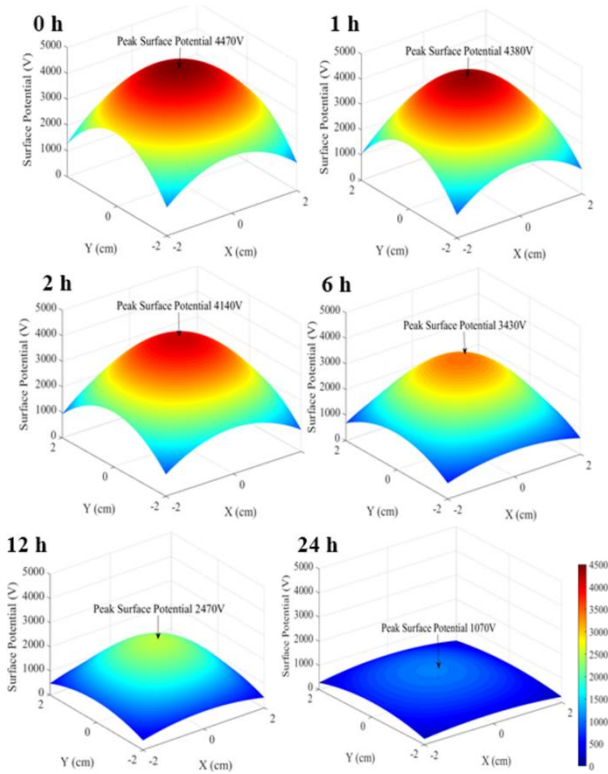 0 h
Peak Surface Potential 4470V
Surface Potential (V)
5000
4000
3000
2000
1000
0
2
0
-2
Y (cm)
-2
0
2
X (cm)
1 h
Peak Surface Potential 4380V
Surface Potential (V)
5000
4000
3000
2000
1000
0
2
0
-2
Y (cm)
-2
0
2
X (cm)
2 h
Peak Surface Potential 4140V
Surface Potential (V)
5000
4000
3000
2000
1000
0
2
0
-2
Y (cm)
-2
0
2
X (cm)
6 h
Peak Surface Potential 3430V
Surface Potential (V)
5000
4000
3000
2000
1000
0
2
0
-2
Y (cm)
-2
0
2
X (cm)
12 h
Peak Surface Potential 2470V
Surface Potential (V)
5000
4000
3000
2000
1000
0
2
0
-2
Y (cm)
-2
0
2
X (cm)
24 h
Peak Surface Potential 1070V
Surface Potential (V)
5000
4000
3000
2000
1000
0
2
0
-2
Y (cm)
-2
0
2
X (cm)
4500
4000
3500
3000
2500
2000
1500
1000
500
0